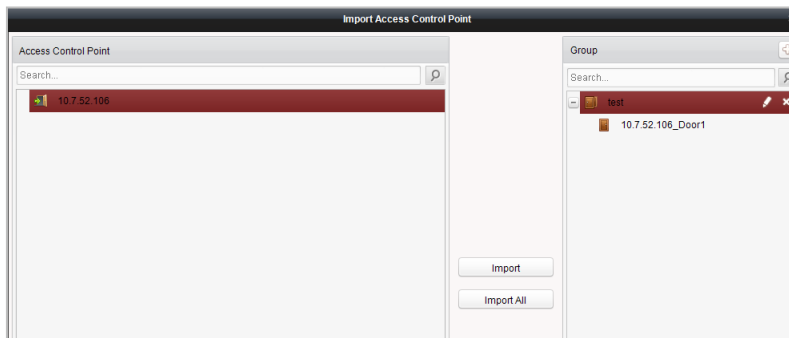 Import Access Control Point
Access Control Point
Search...
10.7.52.106
Import
Import All
Group
Search...
test
10.7.52.106_Door1